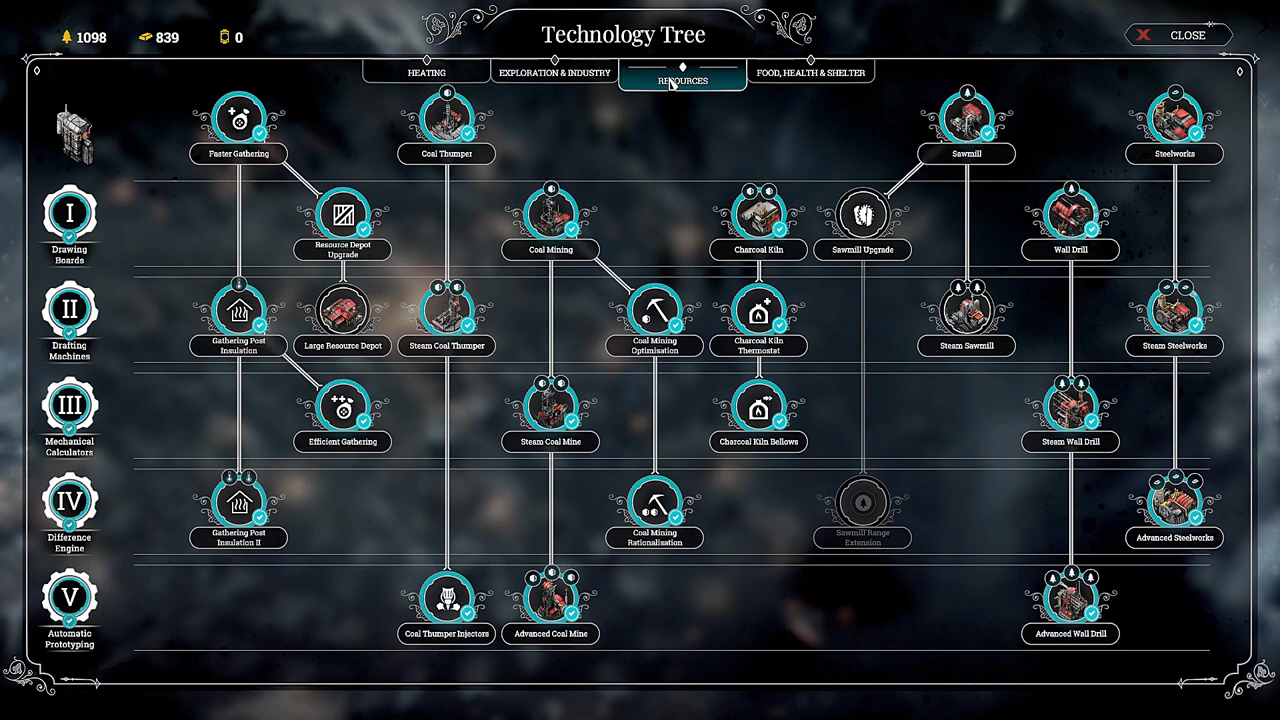 1098 839 0
Technology Tree
CLOSE
HEATING
EXPLORATION & INDUSTRY
RESOURCES
FOOD, HEALTH & SHELTER
Faster Gathering
Coal Thumper
Sawmill
Steelworks
I
Drawing
Boards
Resource Depot
Upgrade
Coal Mining
Charcoal Kiln
Sawmill Upgrade
Wall Drill
II
Drafting
Machines
Gathering Post
Insulation
Large Resource Depot
Steam Coal Thumper
Coal Mining
Optimisation
Charcoal Kiln
Thermostat
Steam Sawmill
Steam Steelworks
III
Mechanical
Calculators
Efficient Gathering
Steam Coal Mine
Charcoal Kiln Bellows
Steam Wall Drill
IV
Difference
Engine
Gathering Post
Insulation II
Coal Mining
Rationalisation
Sawmill Range
Extension
Advanced Steelworks
V
Automatic
Prototyping
Coal Thumper Injectors
Advanced Coal Mine
Advanced Wall Drill